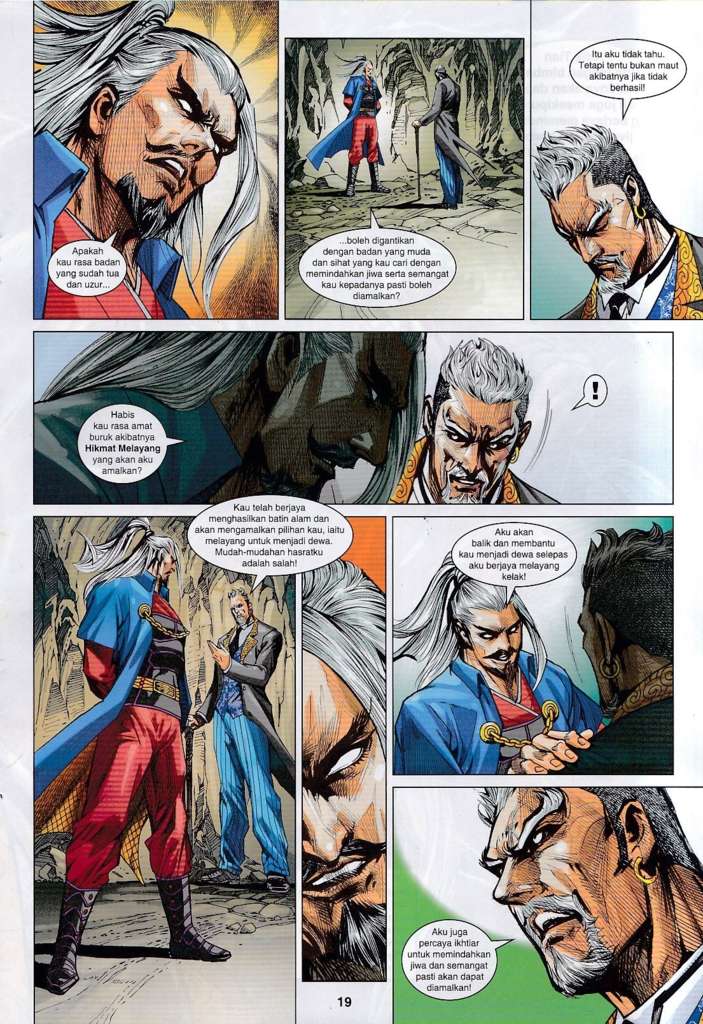 Apakah
kau rasa badan
yang sudah tua
dan uzur...
...boleh digantikan
dengan badan yang muda
dan sihat yang kau cari dengan
memindahkan jiwa serta semangat
kau kepadanya pasti boleh
diamalkan?
Itu aku tidak tahu.
Tetapi tentu bukan maut
akibatnya jika tidak
berhasil!
Habis
kau rasa amat
buruk akibatnya
Hikmat Melayang
yang akan aku
amalkan?
!
Kau telah berjaya
menghasilkan batin alam dan
akan mengamalkan pilihan kau, iaitu
melayang untuk menjadi dewa.
Mudah-mudahan hasratku
adalah salah!
Aku akan
balik dan membantu
kau menjadi dewa selepas
aku berjaya melayang
kelak!
Aku juga
percaya ikhtiar
untuk memindahkan
jiwa dan semangat
pasti akan dapat
diamalkan!
19